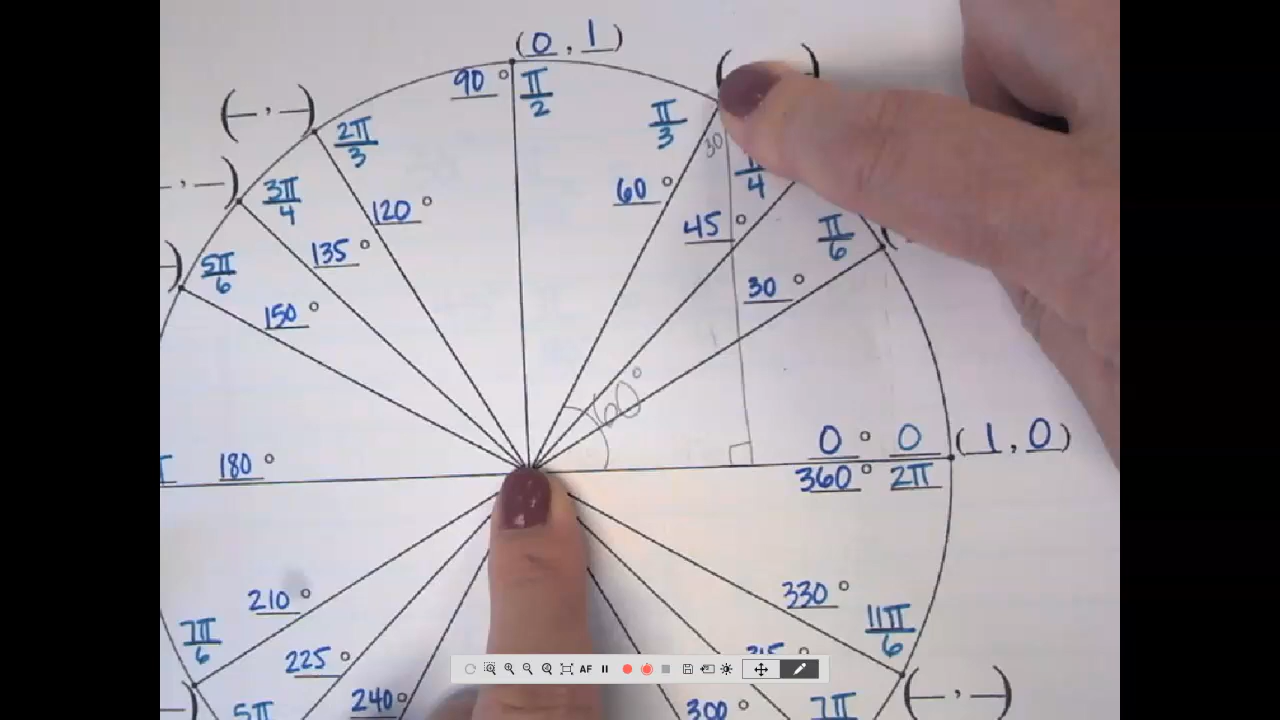 (0, 1)
90° π/2
(_, _)
(_, _)
2π/3
π/3
30
60°
3π/4
120°
45°
135°
π/6
5π/6
30°
150°
60°
0° 0
(1, 0)
360° 2π
180°
330°
210°
11π/6
7π/6
225°
(_, _)
240°
300°
AF